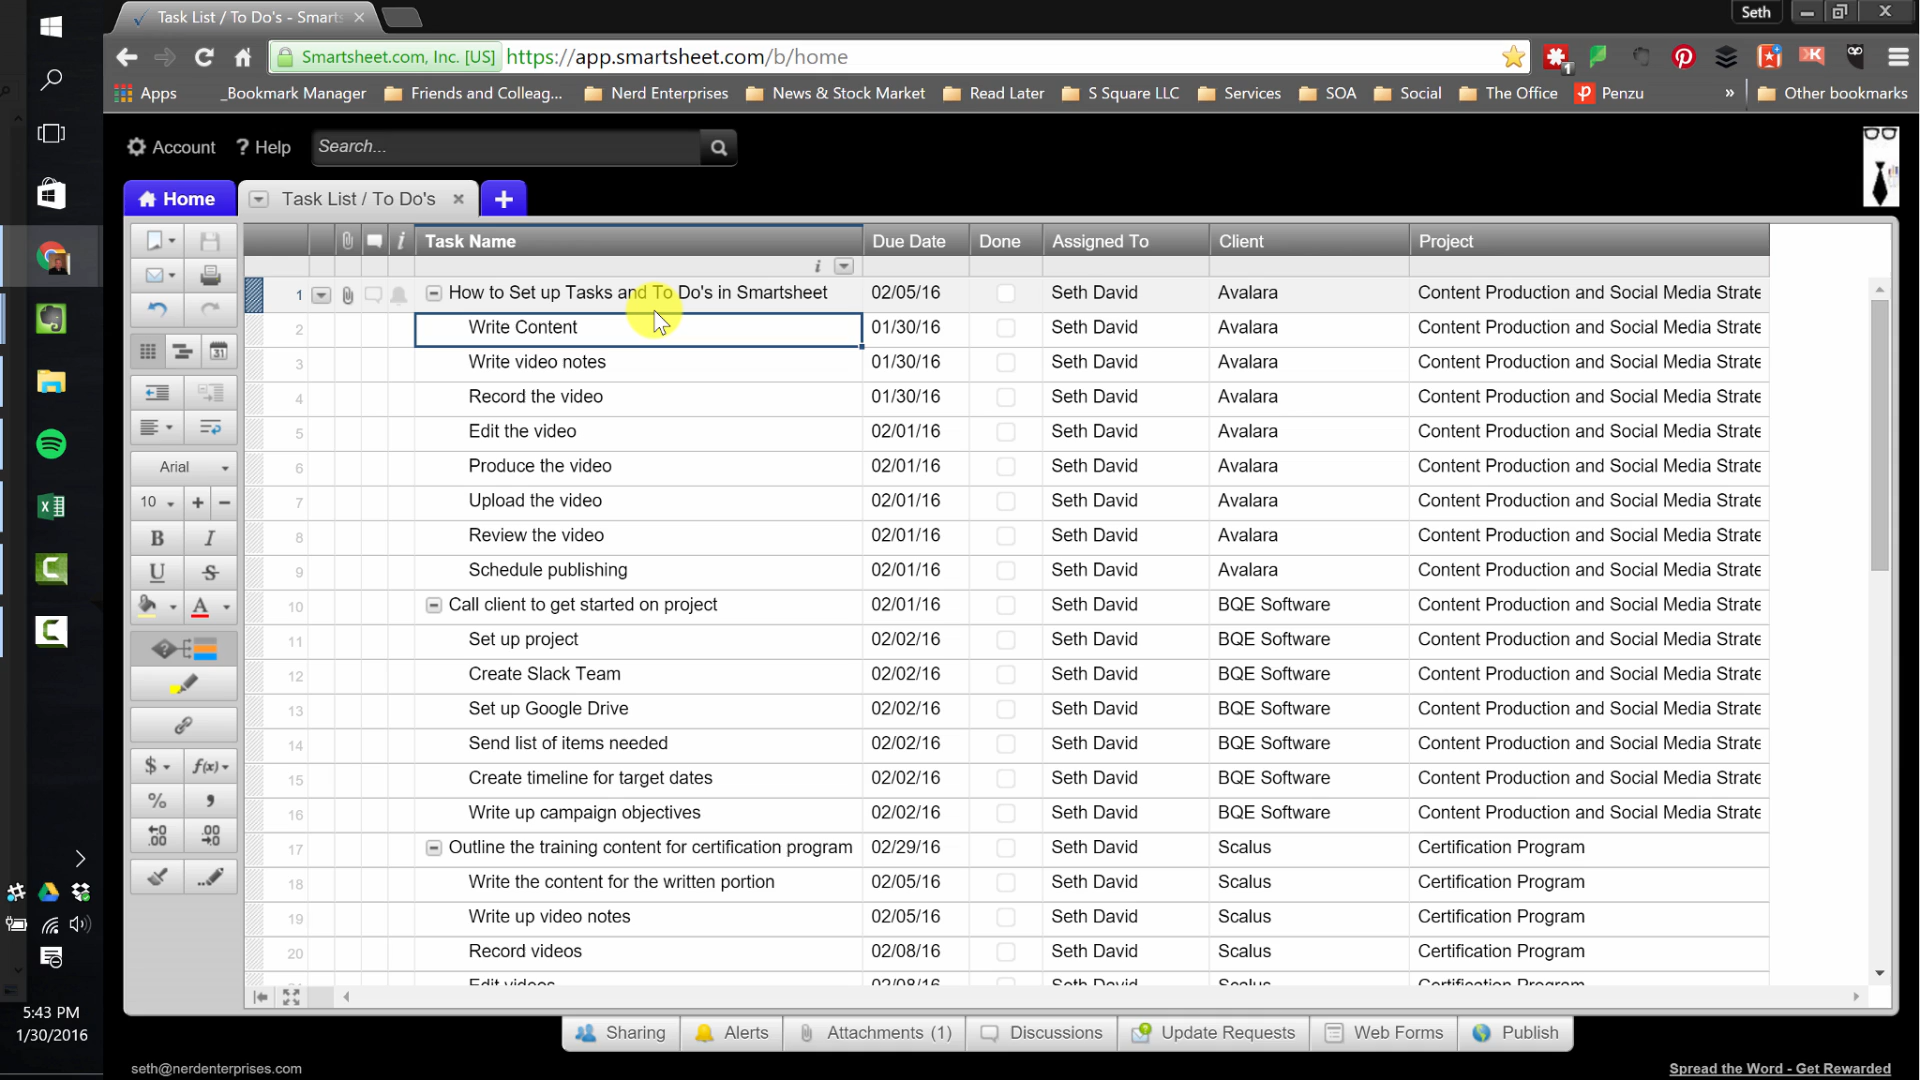 Task List / To Do's - Smarts
Seth
Smartsheet.com, Inc. [US] https://app.smartsheet.com/b/home
1
Apps _Bookmark Manager Friends and Colleag... Nerd Enterprises News & Stock Market Read Later S Square LLC Services SOA Social The Office Penzu » Other bookmarks
Account ? Help Search...
Home Task List / To Do's
Task Name Due Date Done Assigned To Client Project
1 How to Set up Tasks and To Do's in Smartsheet 02/05/16 Seth David Avalara Content Production and Social Media Strate
2 Write Content 01/30/16 Seth David Avalara Content Production and Social Media Strate
3 Write video notes 01/30/16 Seth David Avalara Content Production and Social Media Strate
4 Record the video 01/30/16 Seth David Avalara Content Production and Social Media Strate
5 Edit the video 02/01/16 Seth David Avalara Content Production and Social Media Strate
6 Produce the video 02/01/16 Seth David Avalara Content Production and Social Media Strate
7 Upload the video 02/01/16 Seth David Avalara Content Production and Social Media Strate
8 Review the video 02/01/16 Seth David Avalara Content Production and Social Media Strate
9 Schedule publishing 02/01/16 Seth David Avalara Content Production and Social Media Strate
10 Call client to get started on project 02/01/16 Seth David BQE Software Content Production and Social Media Strate
11 Set up project 02/02/16 Seth David BQE Software Content Production and Social Media Strate
12 Create Slack Team 02/02/16 Seth David BQE Software Content Production and Social Media Strate
13 Set up Google Drive 02/02/16 Seth David BQE Software Content Production and Social Media Strate
14 Send list of items needed 02/02/16 Seth David BQE Software Content Production and Social Media Strate
15 Create timeline for target dates 02/02/16 Seth David BQE Software Content Production and Social Media Strate
16 Write up campaign objectives 02/02/16 Seth David BQE Software Content Production and Social Media Strate
17 Outline the training content for certification program 02/29/16 Seth David Scalus Certification Program
18 Write the content for the written portion 02/05/16 Seth David Scalus Certification Program
19 Write up video notes 02/05/16 Seth David Scalus Certification Program
20 Record videos 02/08/16 Seth David Scalus Certification Program
Edit videos 02/08/16 Seth David Scalus Certification Program
Arial
10
B I
U S
A
$ f(x)
% ,
.00 .00
Sharing Alerts Attachments (1) Discussions Update Requests Web Forms Publish
5:43 PM
1/30/2016
seth@nerdenterprises.com
Spread the Word - Get Rewarded